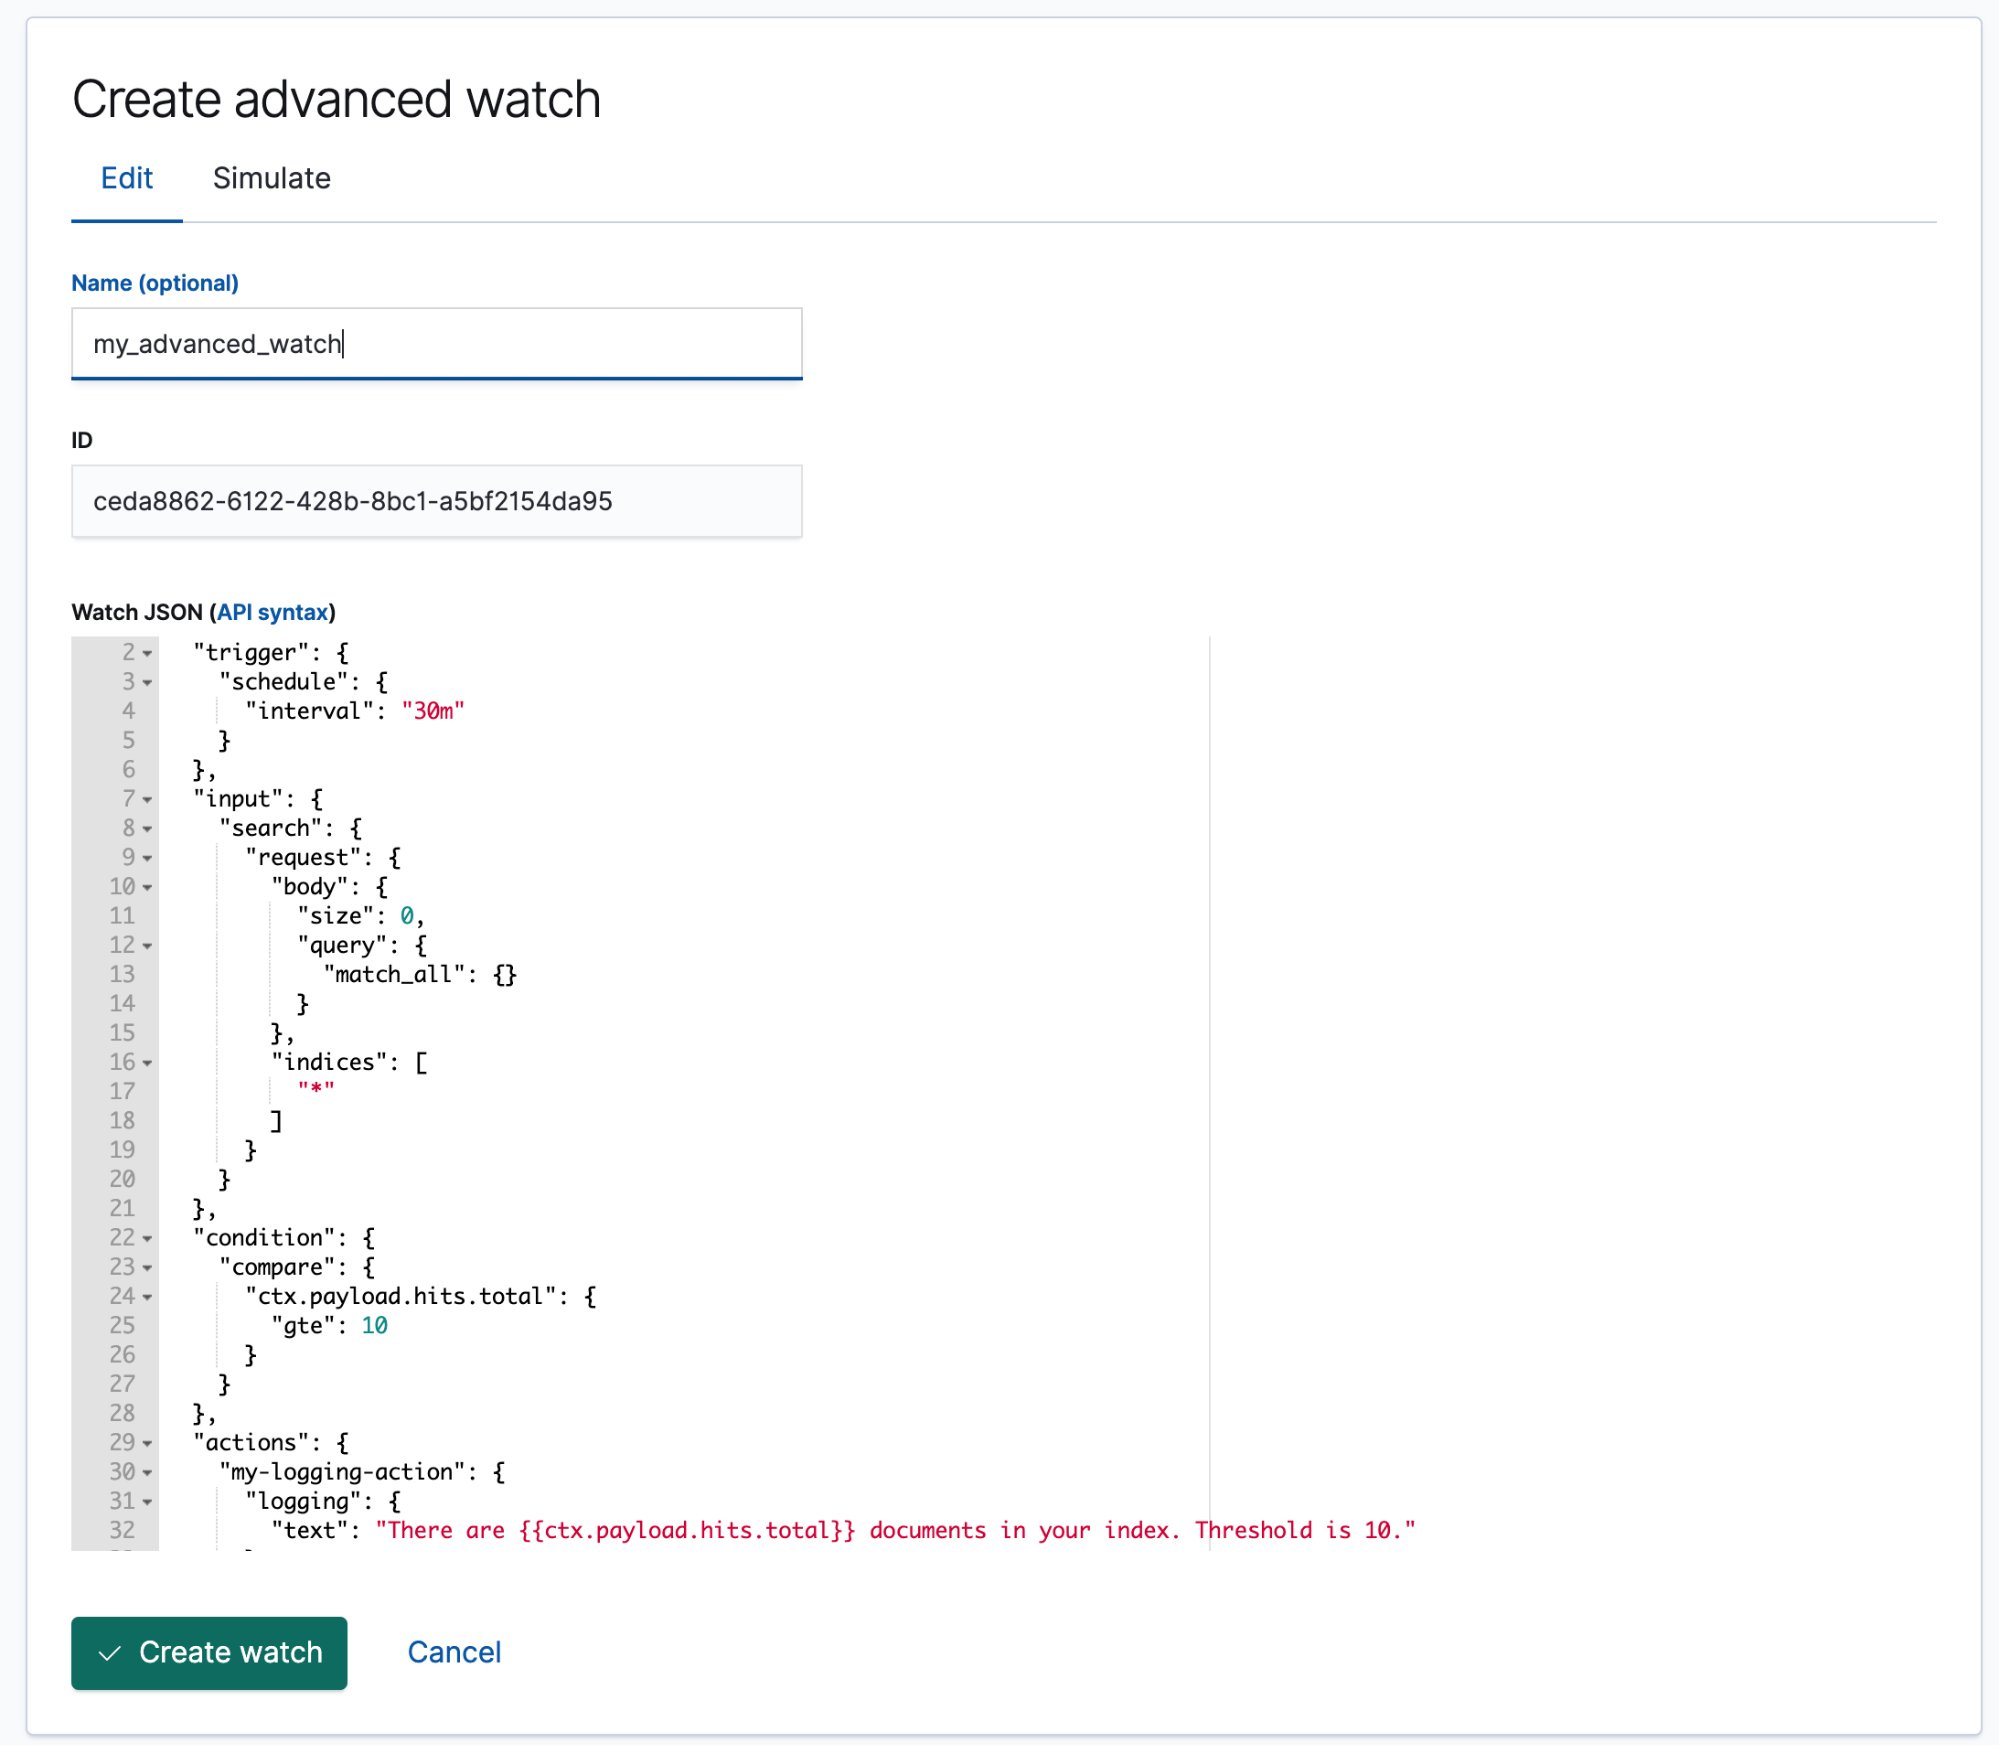 Create advanced watch
Edit Simulate
Name (optional)
my_advanced_watch
ID
ceda8862-6122-428b-8bc1-a5bf2154da95
Watch JSON (API syntax)
2 "trigger": {
3 "schedule": {
4 "interval": "30m"
5 }
6 },
7 "input": {
8 "search": {
9 "request": {
10 "body": {
11 "size": 0,
12 "query": {
13 "match_all": {}
14 }
15 },
16 "indices": [
17 "*"
18 ]
19 }
20 }
21 },
22 "condition": {
23 "compare": {
24 "ctx.payload.hits.total": {
25 "gte": 10
26 }
27 }
28 },
29 "actions": {
30 "my-logging-action": {
31 "logging": {
32 "text": "There are {{ctx.payload.hits.total}} documents in your index. Threshold is 10."
Create watch Cancel